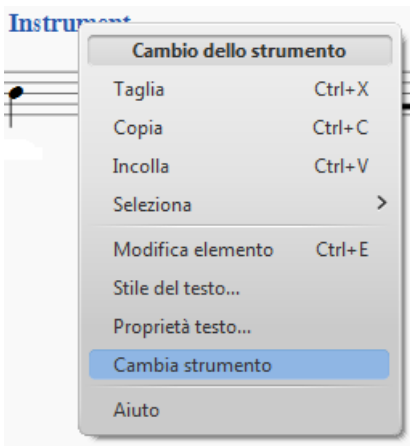 Instrument
Cambio dello strumento
Taglia Ctrl+X
Copia Ctrl+C
Incolla Ctrl+V
Seleziona
Modifica elemento Ctrl+E
Stile del testo...
Proprietà testo...
Cambia strumento
Aiuto